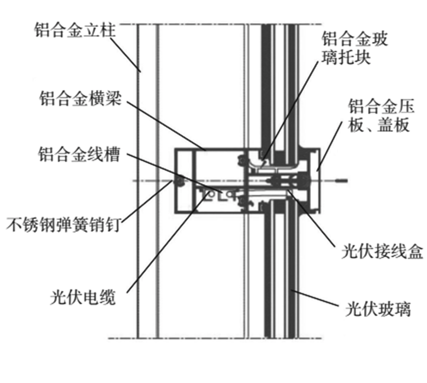 铝合金立柱
铝合金横梁
铝合金线槽
不锈钢弹簧销钉
光伏电缆
铝合金玻
璃托块
铝合金压
板、盖板
光伏接线盒
光伏玻璃